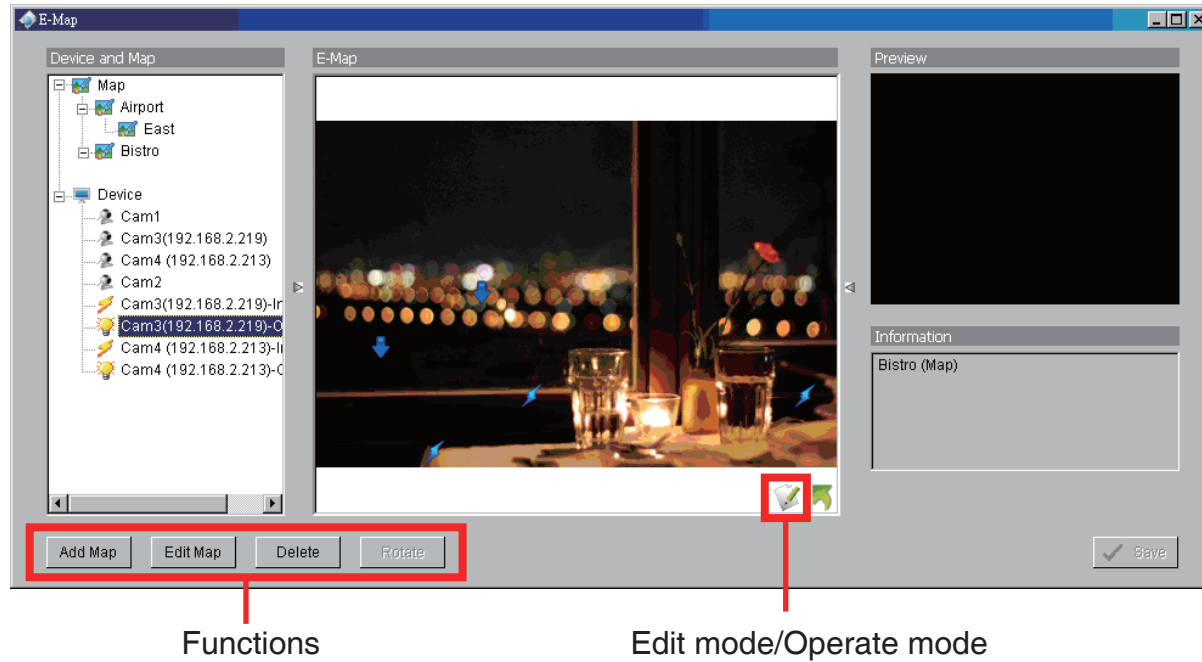 E-Map
Device and Map
Map
Airport
East
Bistro
Device
Cam1
Cam3(192.168.2.219)
Cam4 (192.168.2.213)
Cam2
Cam3(192.168.2.219)-In
Cam3(192.168.2.219)-O
Cam4 (192.168.2.213)-I
Cam4 (192.168.2.213)-O
E-Map
Preview
Information
Bistro (Map)
Add Map
Edit Map
Delete
Rotate
Save
Functions
Edit mode/Operate mode